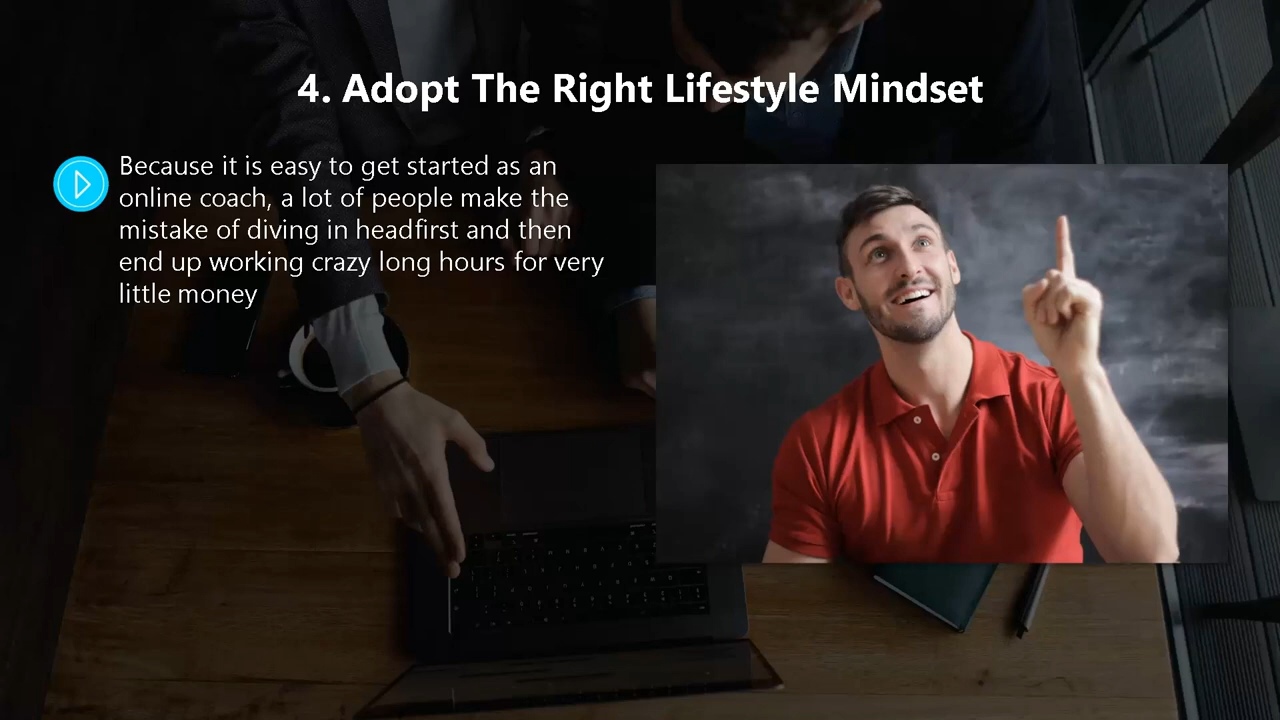 4. Adopt The Right Lifestyle Mindset
Because it is easy to get started as an
online coach, a lot of people make the
mistake of diving in headfirst and then
end up working crazy long hours for very
little money